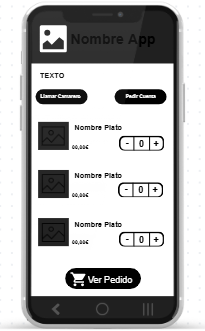 Nombre App
TEXTO
Llamar Camarero
Pedir Cuenta
Nombre Plato
00,00€
- 0 +
Nombre Plato
00,00€
- 0 +
Nombre Plato
00,00€
- 0 +
Ver Pedido